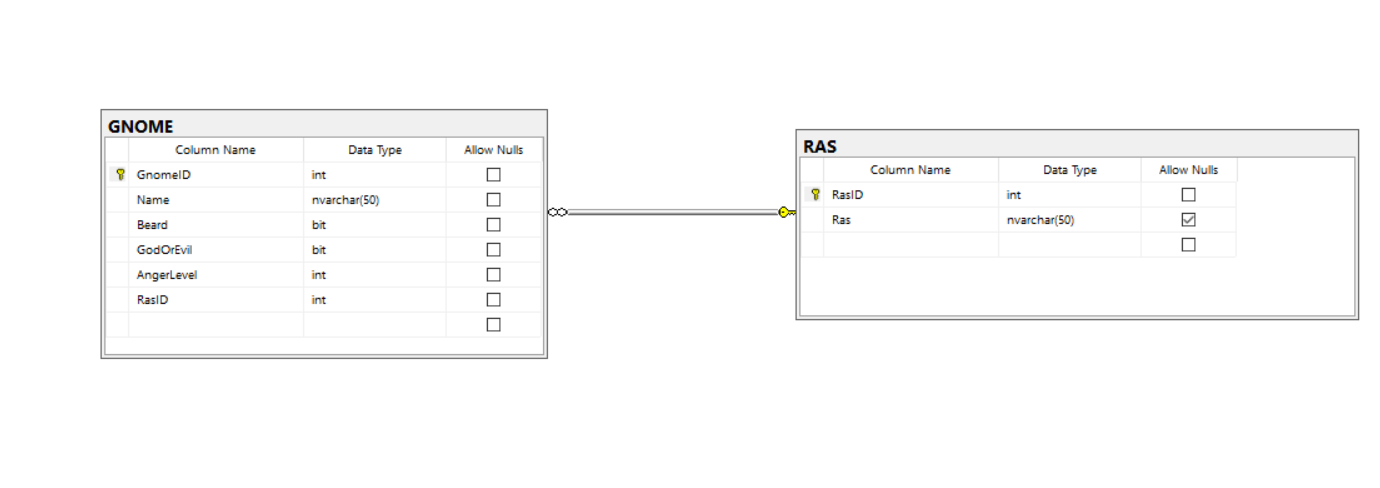 GNOME
Column Name Data Type Allow Nulls
GnomeID int
Name nvarchar(50)
Beard bit
GodOrEvil bit
AngerLevel int
RasID int
RAS
Column Name Data Type Allow Nulls
RasID int
Ras nvarchar(50)